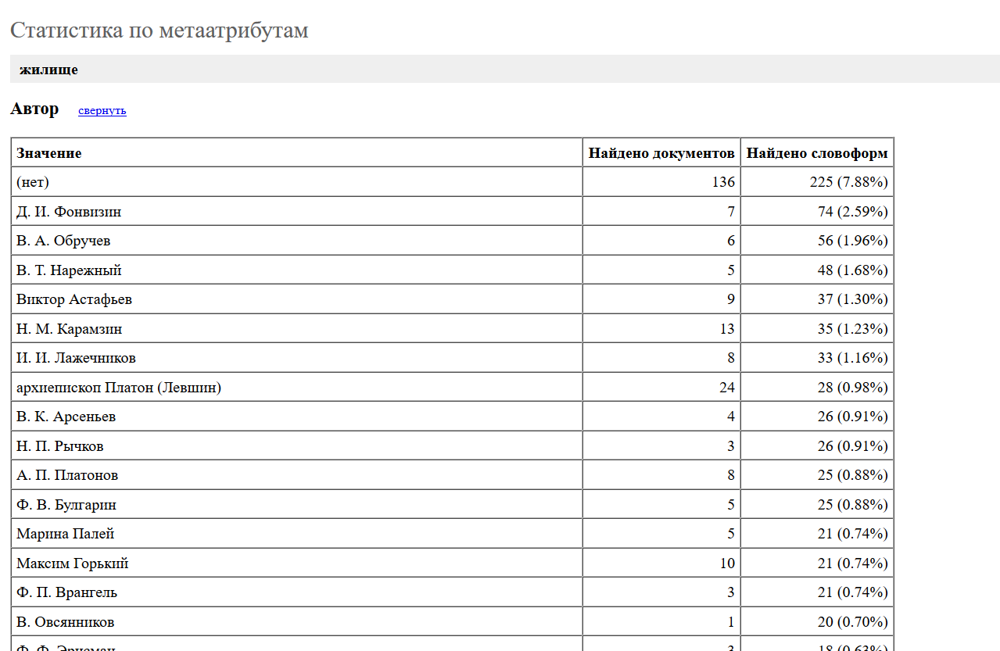 Статистика по метаатрибутам
жилище
Автор свернуть
Значение Найдено документов Найдено словоформ
(нет) 136 225 (7.88%)
Д. И. Фонвизин 7 74 (2.59%)
В. А. Обручев 6 56 (1.96%)
В. Т. Нарежный 5 48 (1.68%)
Виктор Астафьев 9 37 (1.30%)
Н. М. Карамзин 13 35 (1.23%)
И. И. Лажечников 8 33 (1.16%)
архиепископ Платон (Левшин) 24 28 (0.98%)
В. К. Арсеньев 4 26 (0.91%)
Н. П. Рычков 3 26 (0.91%)
А. П. Платонов 8 25 (0.88%)
Ф. В. Булгарин 5 25 (0.88%)
Марина Палей 5 21 (0.74%)
Максим Горький 10 21 (0.74%)
Ф. П. Врангель 3 21 (0.74%)
В. Овсянников 1 20 (0.70%)
Ф. Ф. Эрисман 3 18 (0.63%)